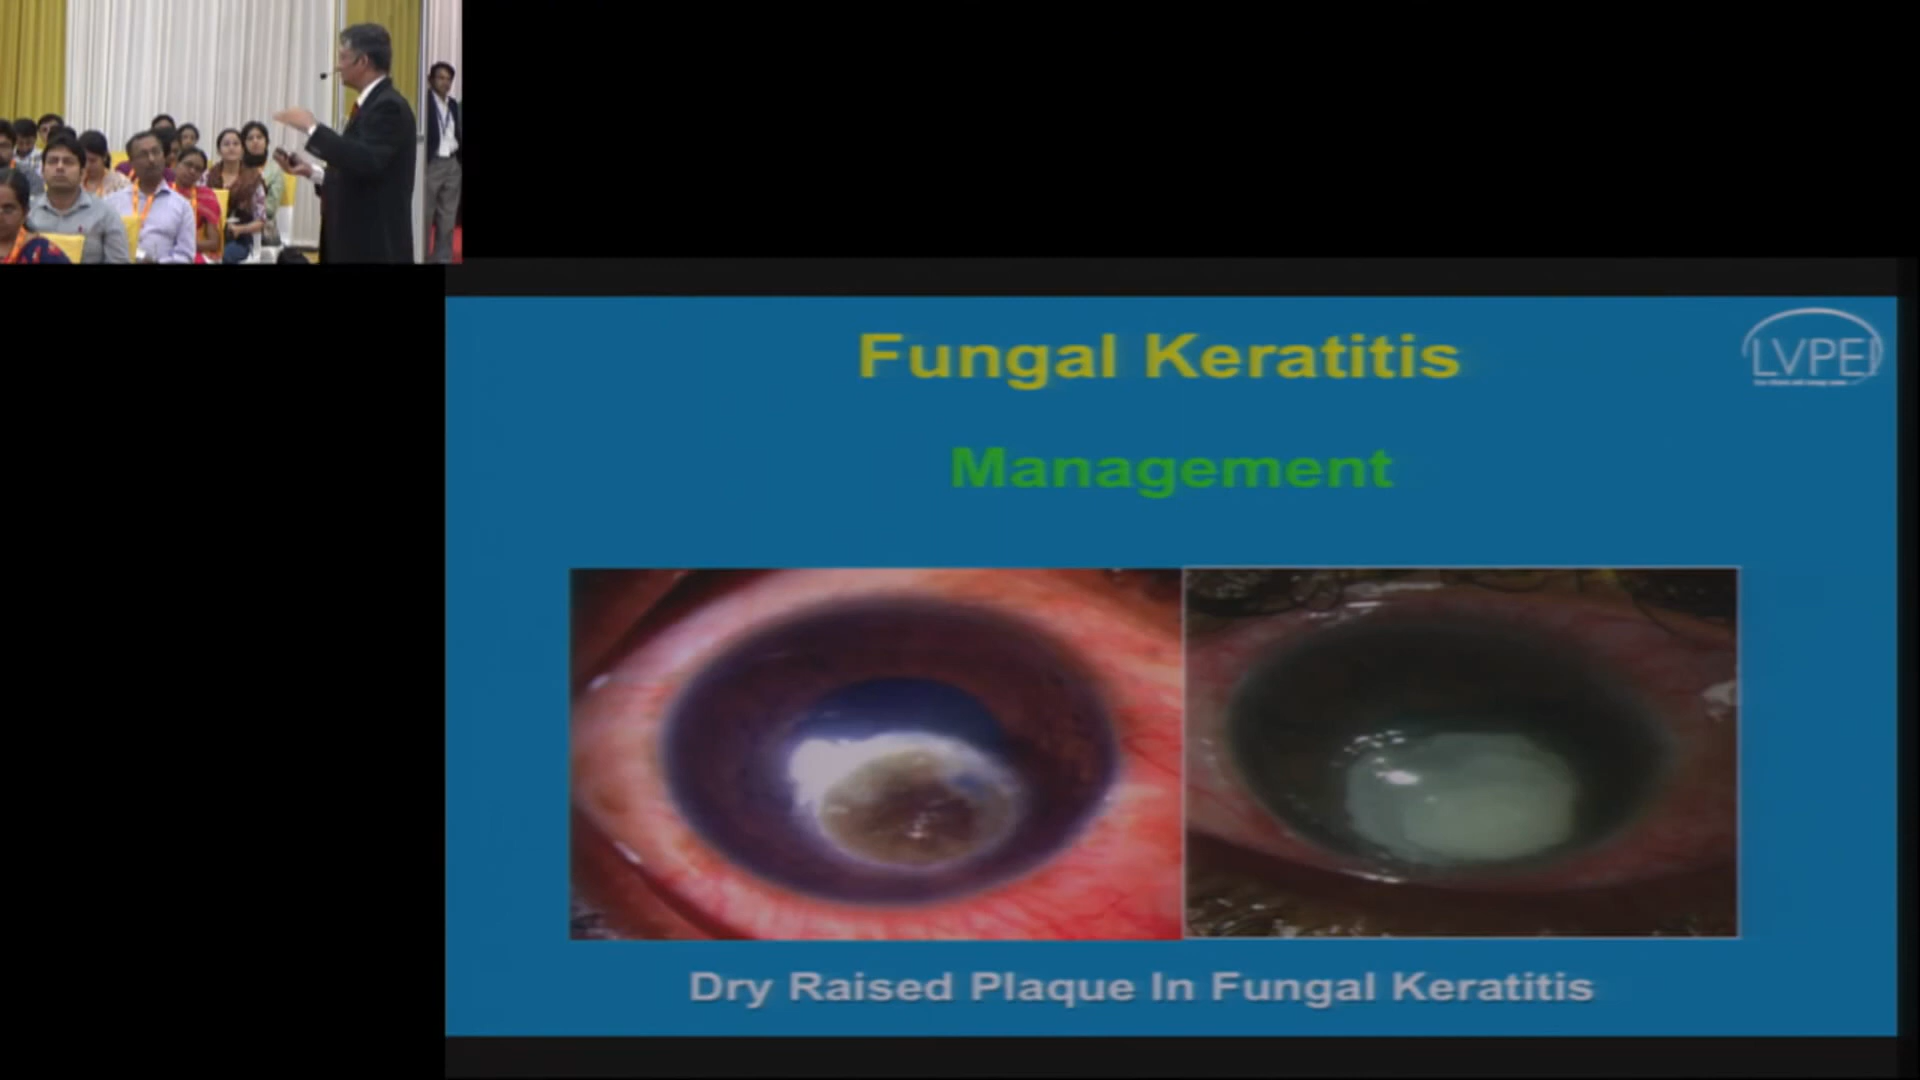 Fungal Keratitis
LVPEI
Management
Dry Raised Plaque In Fungal Keratitis